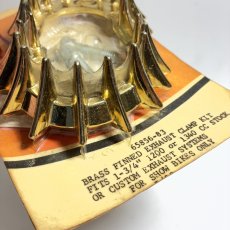 65856-83
BRASS FINNED EXHAUST CLAMP KIT
FITS 1-3/4" 1200 or 1340 CC STOCK
OR CUSTOM EXHAUST SYSTEMS
FOR SHOW BIKES ONLY